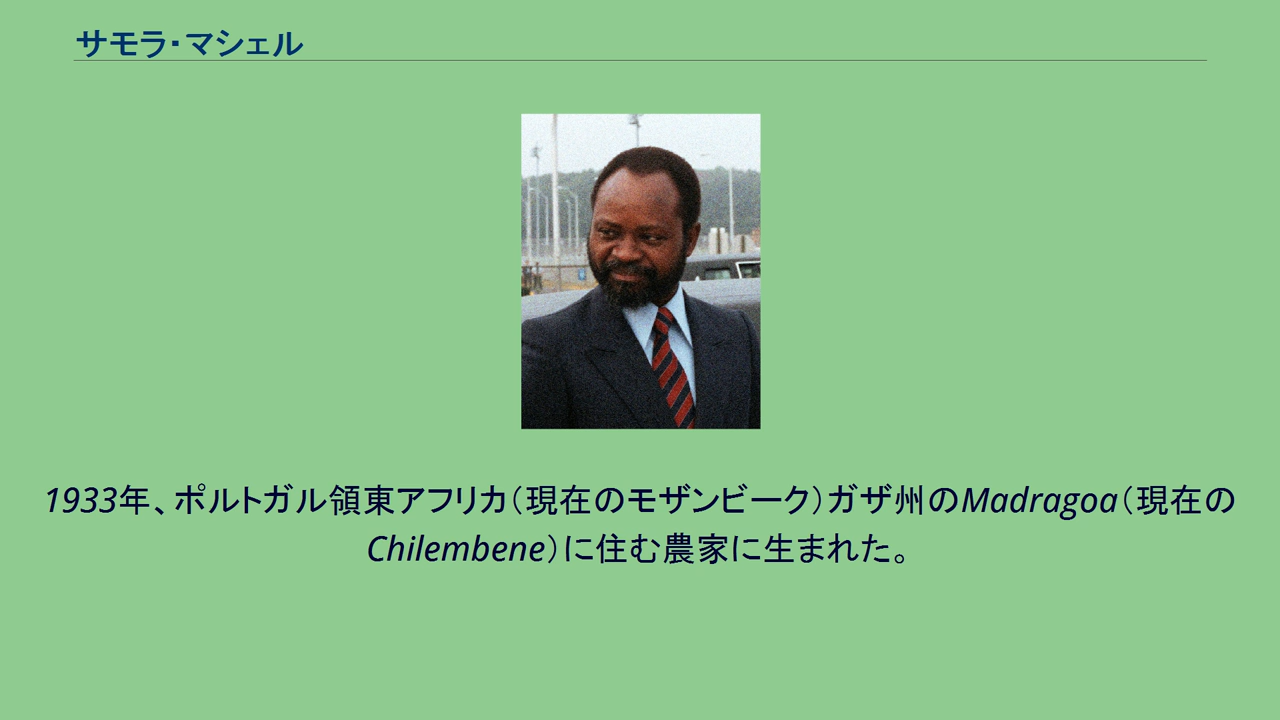 サモラ・マシェル
1933年、ポルトガル領東アフリカ（現在のモザンビーク）ガザ州のMadragoa（現在の
Chilembene）に住む農家に生まれた。